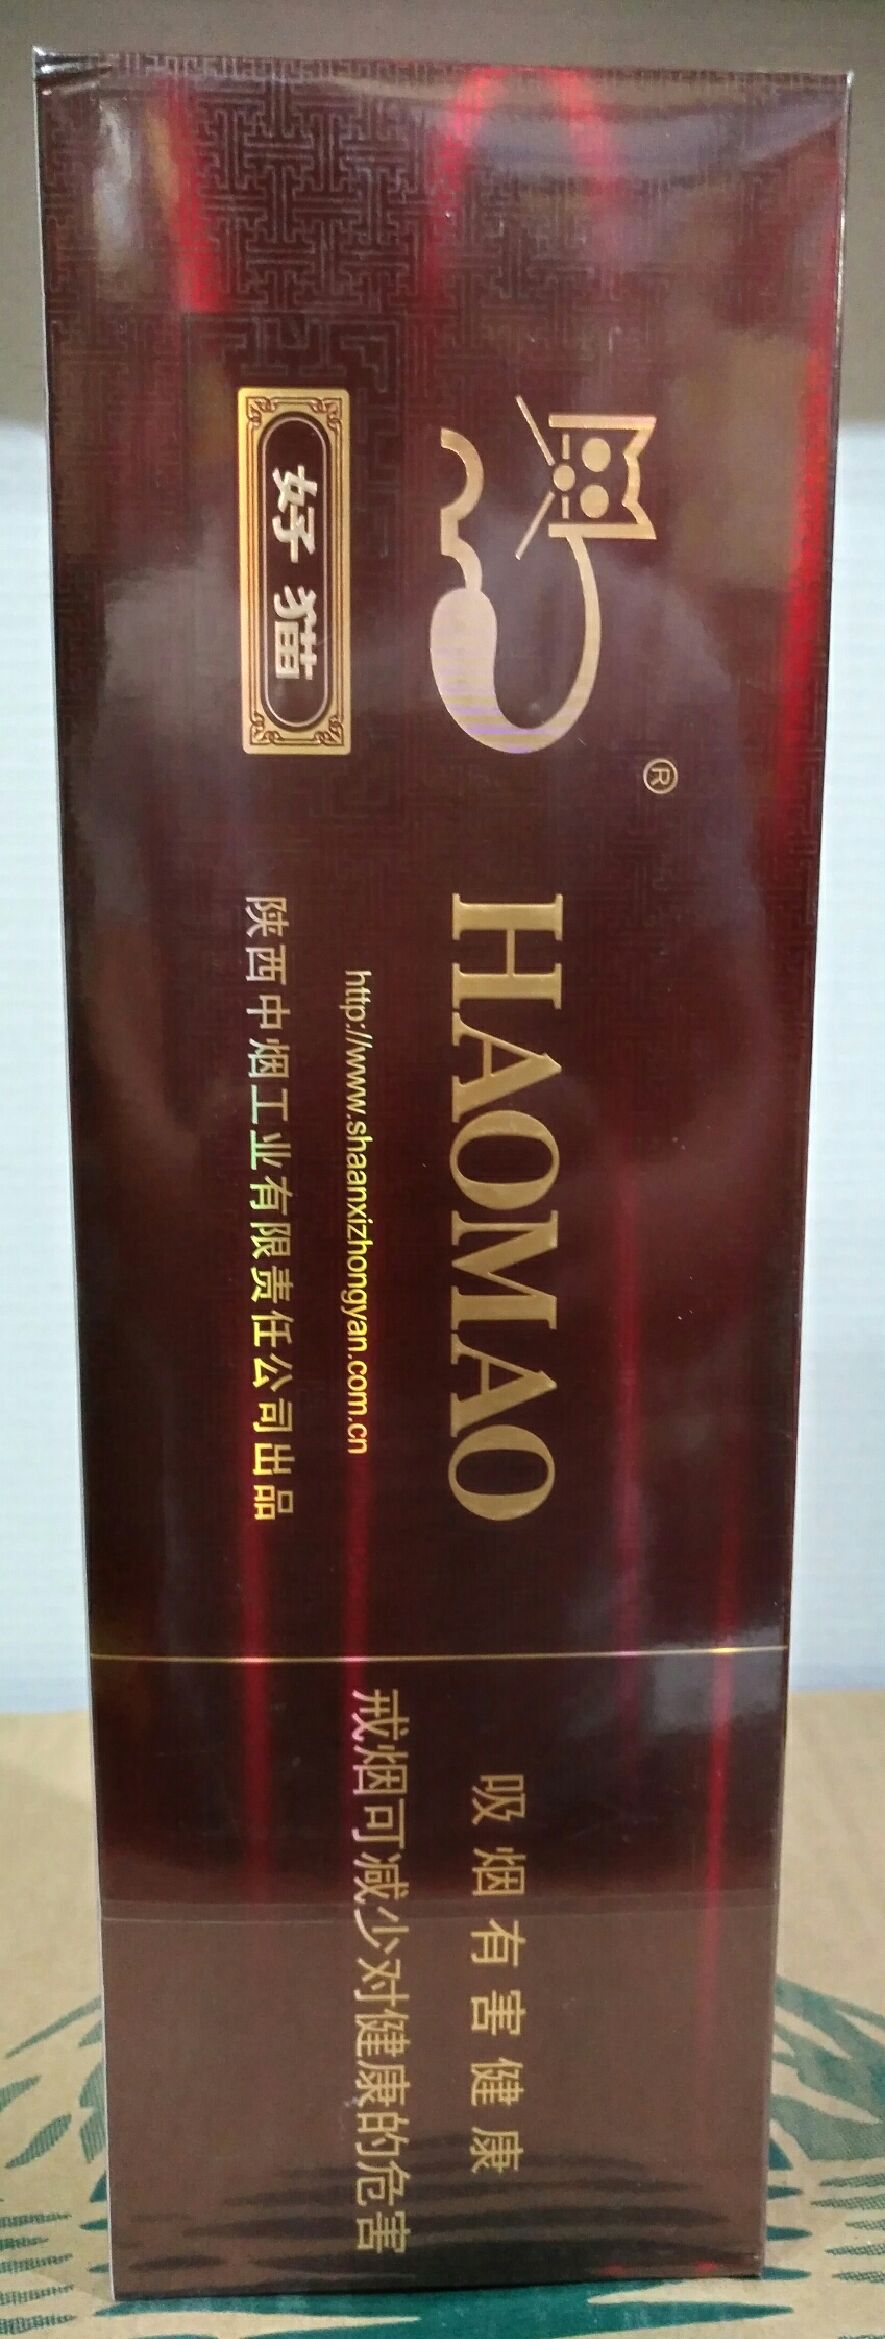 ®
HAOMAO
好猫
http://www.shaanxizhongyan.com.cn
陕西中烟工业有限责任公司出品
吸烟有害健康
戒烟可减少对健康的危害